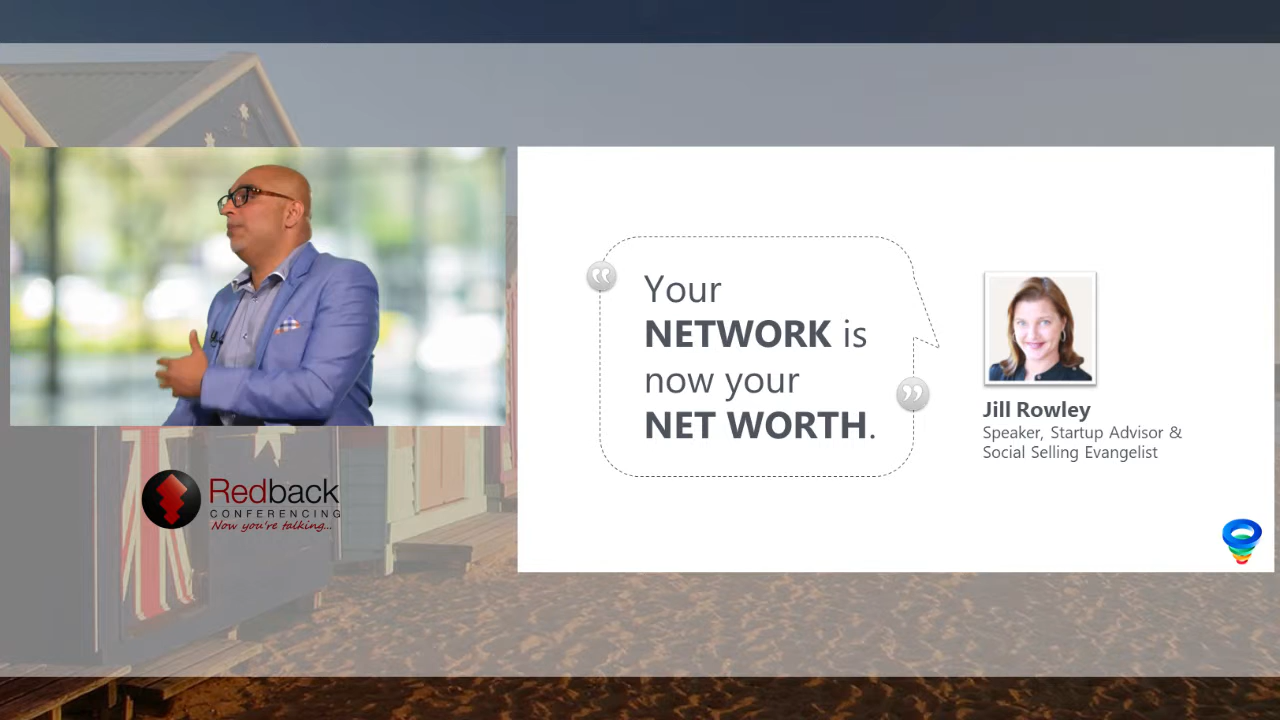 Redback
CONFERENCING
Now you're talking...
“
Your
NETWORK is
now your
NET WORTH.
”
Jill Rowley
Speaker, Startup Advisor &
Social Selling Evangelist